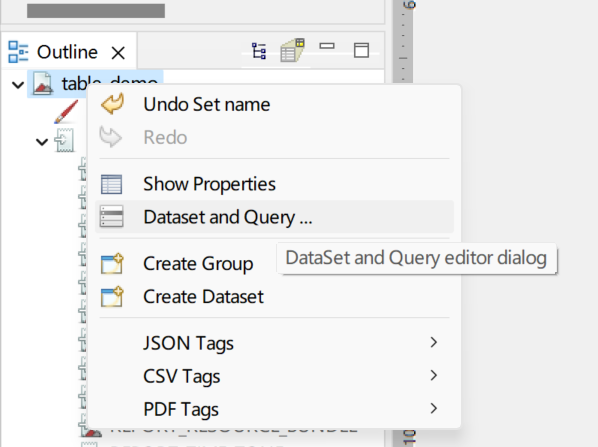 Outline
table_demo
Undo Set name
Redo
Show Properties
Dataset and Query ...
DataSet and Query editor dialog
Create Group
Create Dataset
JSON Tags
CSV Tags
PDF Tags
REPORT_RESOURCE_BUNDLE